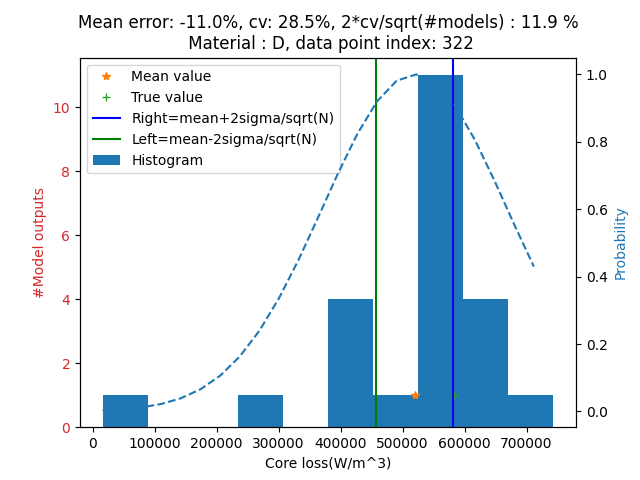 Mean error: -11.0%, cv: 28.5%, 2*cv/sqrt(#models) : 11.9 %
Material : D, data point index: 322
Mean value
True value
Right=mean+2sigma/sqrt(N)
Left=mean-2sigma/sqrt(N)
Histogram
#Model outputs
10
8
6
4
2
0
1.0
0.8
0.6
0.4
0.2
0.0
Probability
0 100000 200000 300000 400000 500000 600000 700000
Core loss(W/m^3)